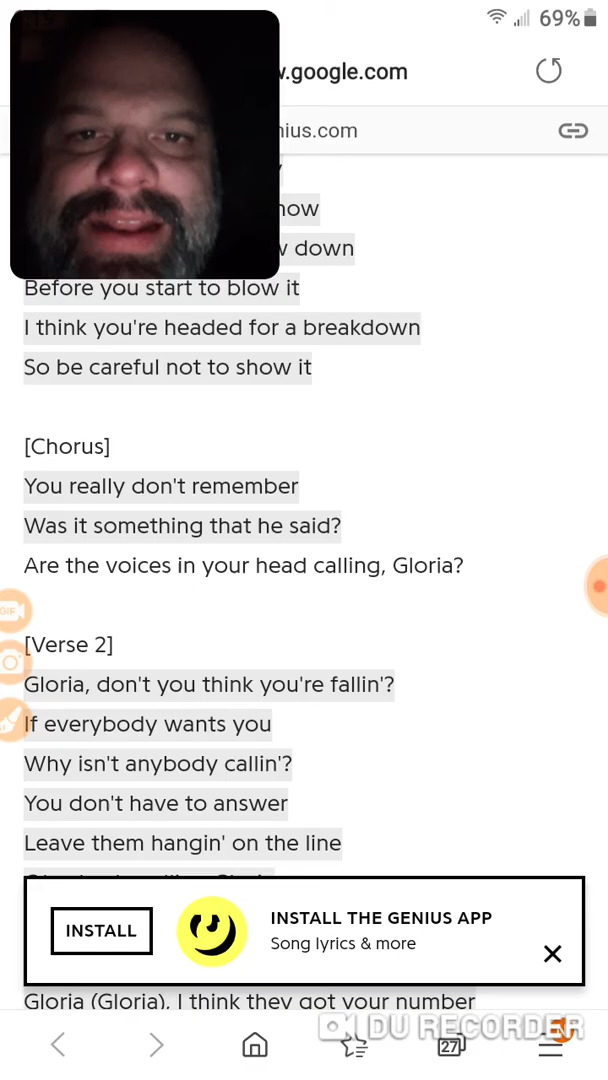 69%
.google.com
nius.com
now
down
Before you start to blow it
I think you're headed for a breakdown
So be careful not to show it
[Chorus]
You really don't remember
Was it something that he said?
Are the voices in your head calling, Gloria?
GIF
[Verse 2]
Gloria, don't you think you're fallin'?
If everybody wants you
Why isn't anybody callin'?
You don't have to answer
Leave them hangin' on the line
INSTALL
INSTALL THE GENIUS APP
Song lyrics & more
Gloria (Gloria), I think they got your number
DU RECORDER
27
N